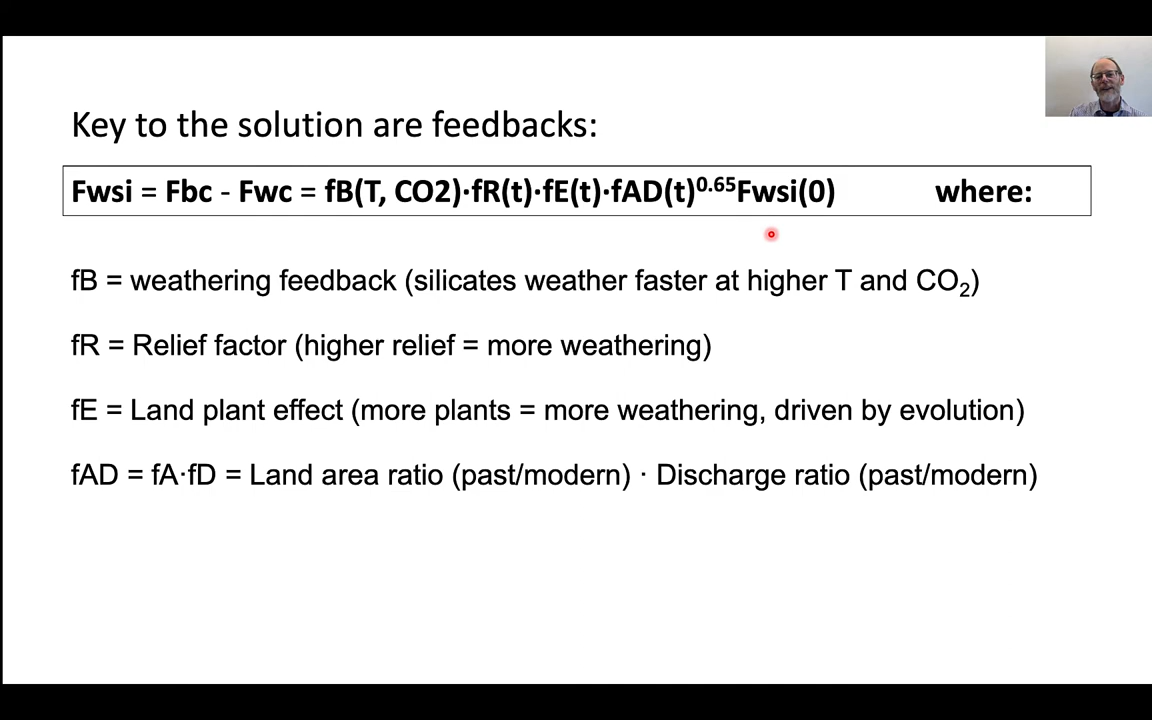 Key to the solution are feedbacks:
Fwsi = Fbc - Fwc = fB(T, CO2)·fR(t)·fE(t)·fAD(t)^0.65Fwsi(0) where:
fB = weathering feedback (silicates weather faster at higher T and CO₂)
fR = Relief factor (higher relief = more weathering)
fE = Land plant effect (more plants = more weathering, driven by evolution)
fAD = fA·fD = Land area ratio (past/modern) · Discharge ratio (past/modern)